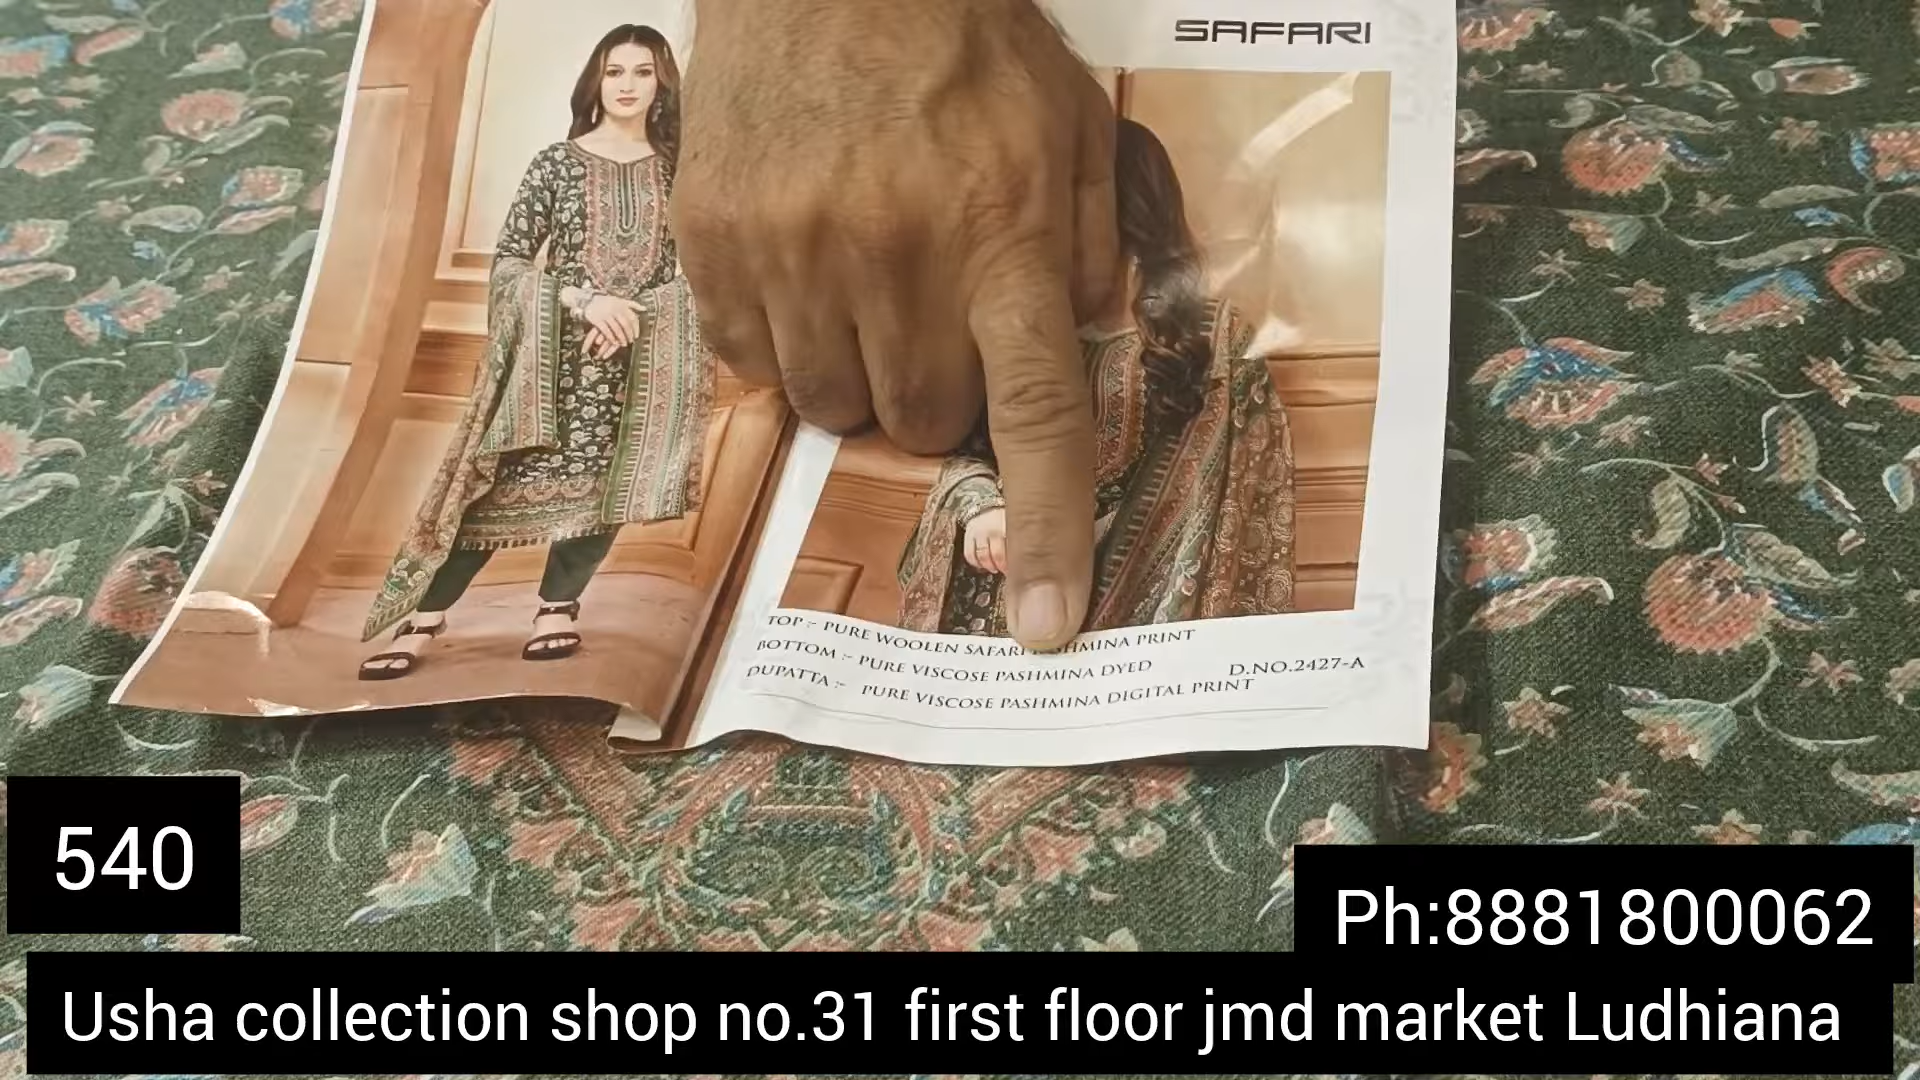 SAFARI
TOP :- PURE WOOLEN SAFARI PRINT
BOTTOM :- PURE VISCOSE PASHMINA DYED
D.NO.2427-A
DUPATTA :- PURE VISCOSE PASHMINA DIGITAL PRINT
540
Ph:8881800062
Usha collection shop no.31 first floor jmd market Ludhiana